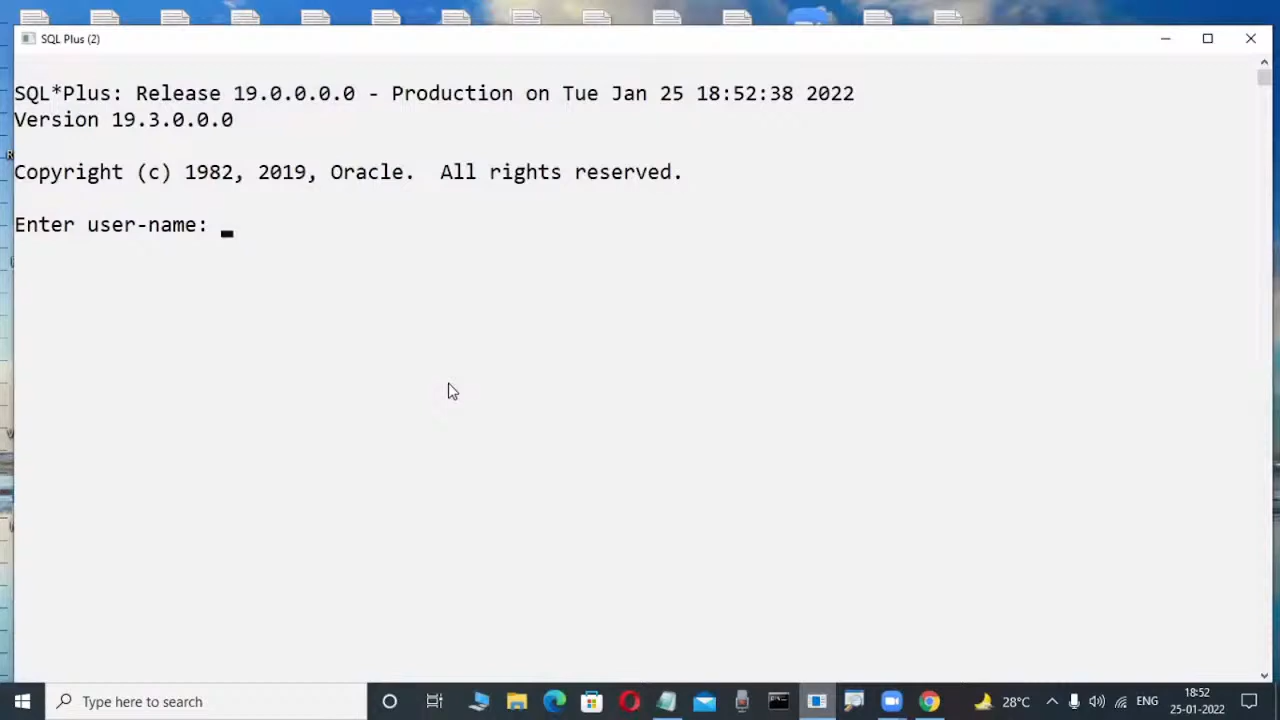 SQL Plus (2)
SQL*Plus: Release 19.0.0.0.0 - Production on Tue Jan 25 18:52:38 2022
Version 19.3.0.0.0
Copyright (c) 1982, 2019, Oracle.  All rights reserved.
Enter user-name:
Type here to search
28°C
ENG
18:52
25-01-2022